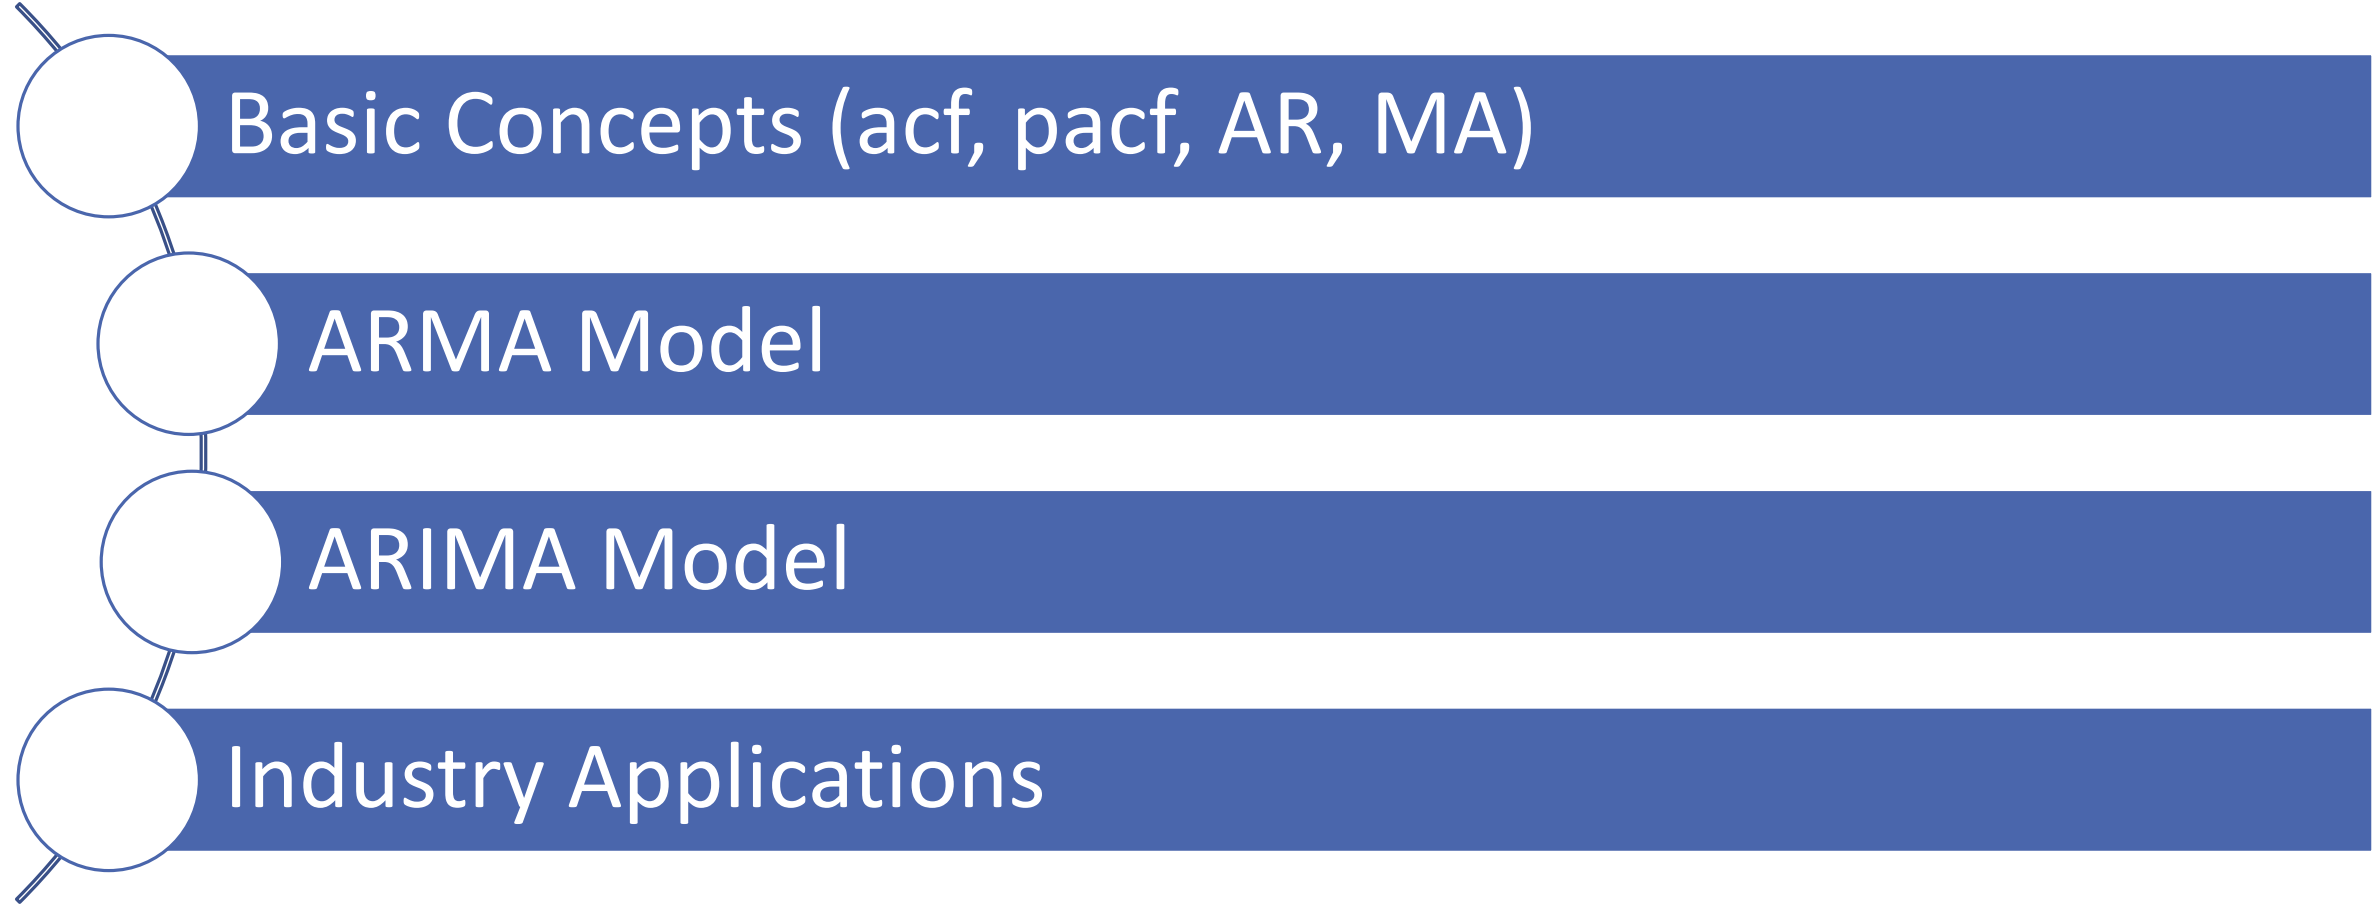 Basic Concepts (acf, pacf, AR, MA)
ARMA Model
ARIMA Model
Industry Applications